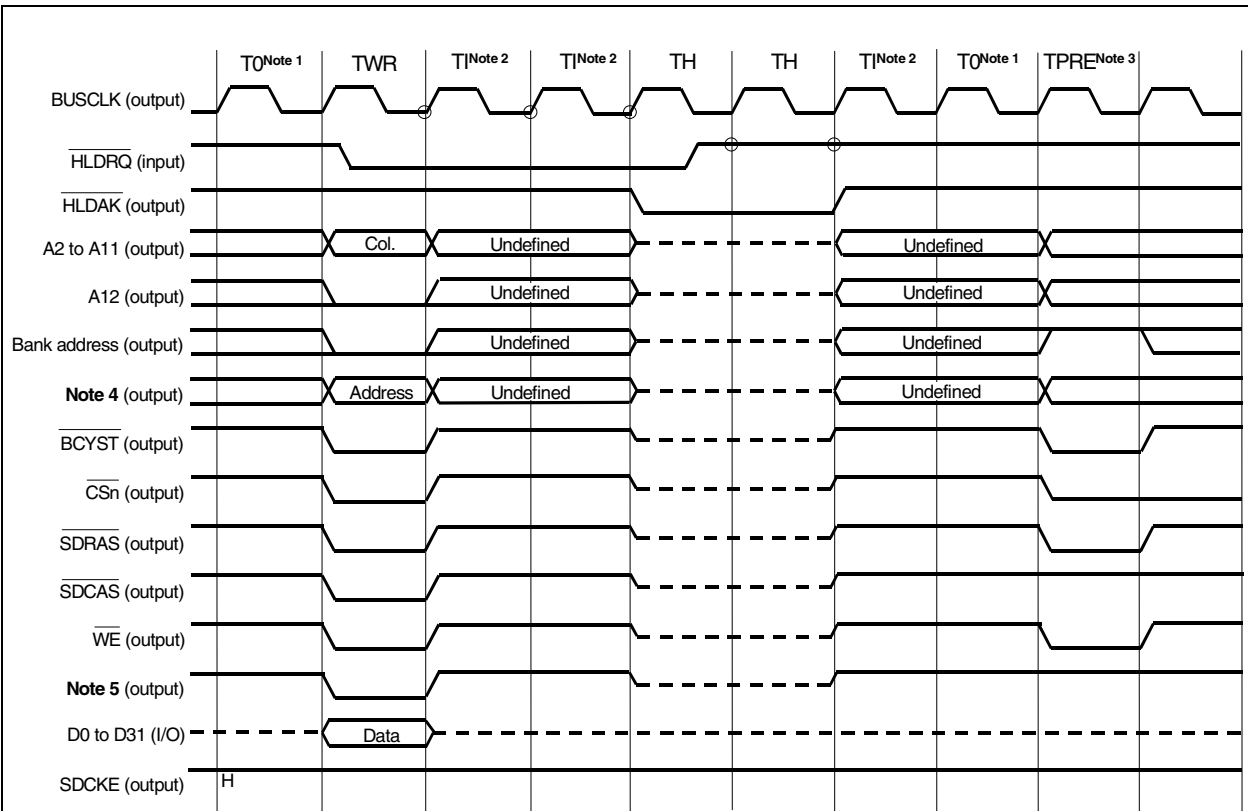 T0Note 1 TWR TINote 2 TINote 2 TH TH TINote 2 T0Note 1 TPRENote 3
BUSCLK (output)
HLDRQ (input)
HLDAK (output)
A2 to A11 (output) Col. Undefined Undefined
A12 (output) Undefined Undefined
Bank address (output) Undefined Undefined
Note 4 (output) Address Undefined Undefined
BCYST (output)
CSn (output)
SDRAS (output)
SDCAS (output)
WE (output)
Note 5 (output)
D0 to D31 (I/O) Data
SDCKE (output) H